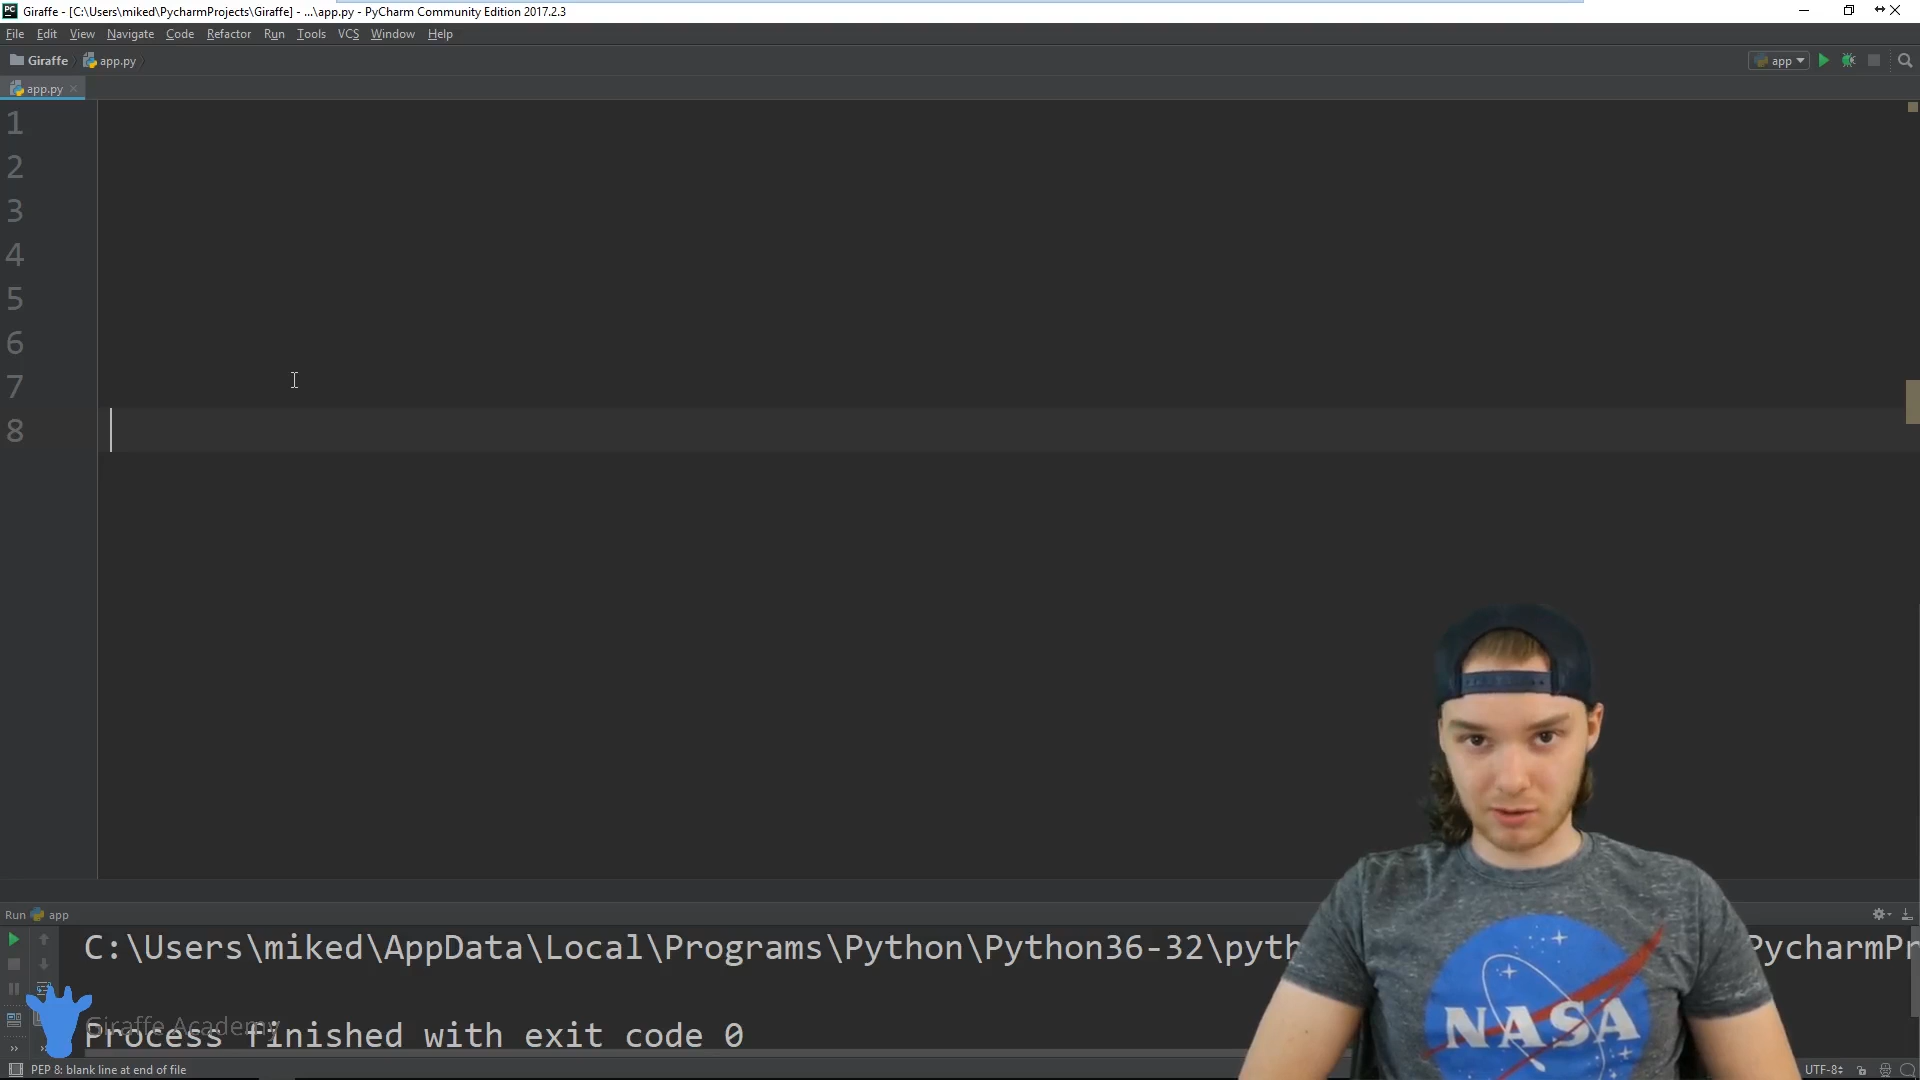 Giraffe - [C:\Users\miked\PycharmProjects\Giraffe] - ...\app.py - PyCharm Community Edition 2017.2.3
File Edit View Navigate Code Refactor Run Tools VCS Window Help
Giraffe app.py app
app.py
1
2
3
4
5
6
7
8
Run app
C:\Users\miked\AppData\Local\Programs\Python\Python36-32\pyth PycharmPr
Giraffe Academy
Process finished with exit code 0
NASA
PEP 8: blank line at end of file UTF-8